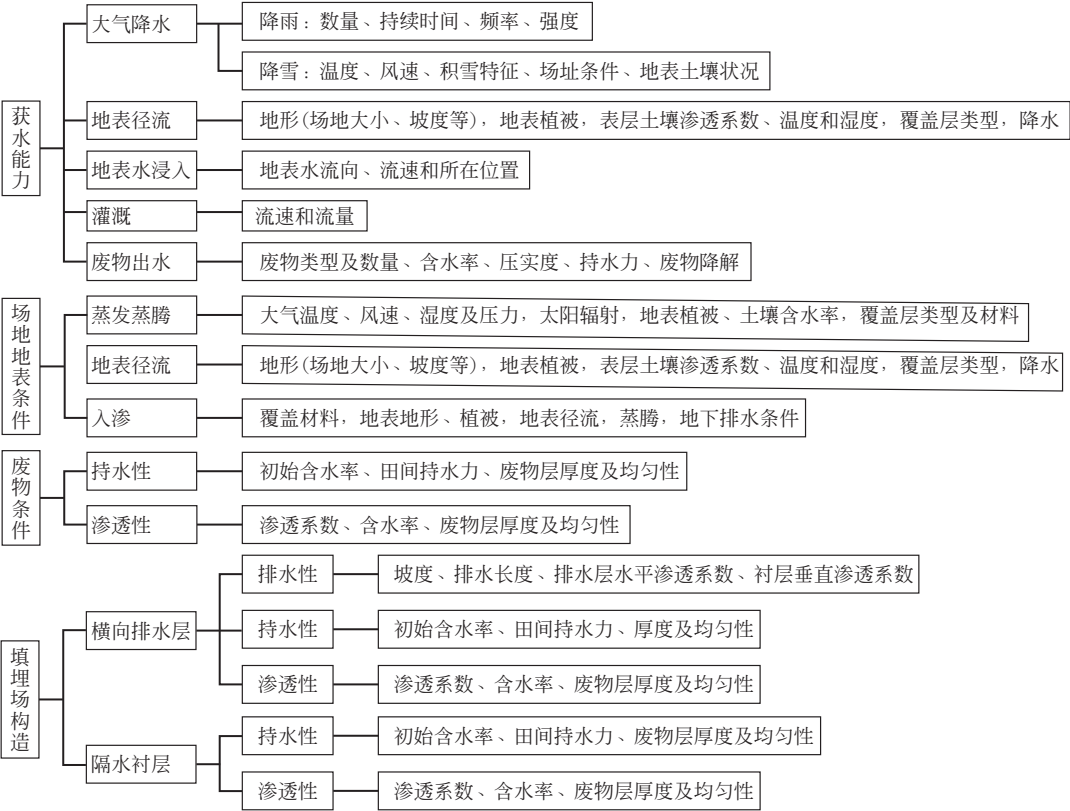 获水能力
大气降水
降雨：数量、持续时间、频率、强度
降雪：温度、风速、积雪特征、场址条件、地表土壤状况
地表径流
地形(场地大小、坡度等)，地表植被，表层土壤渗透系数、温度和湿度，覆盖层类型，降水
地表水浸入
地表水流向、流速和所在位置
灌溉
流速和流量
废物出水
废物类型及数量、含水率、压实度、持水力、废物降解
场地地表条件
蒸发蒸腾
大气温度、风速、湿度及压力，太阳辐射，地表植被、土壤含水率，覆盖层类型及材料
地表径流
地形(场地大小、坡度等)，地表植被，表层土壤渗透系数、温度和湿度，覆盖层类型，降水
入渗
覆盖材料，地表地形、植被，地表径流，蒸腾，地下排水条件
废物条件
持水性
初始含水率、田间持水力、废物层厚度及均匀性
渗透性
渗透系数、含水率、废物层厚度及均匀性
填埋场构造
横向排水层
排水性
坡度、排水长度、排水层水平渗透系数、衬层垂直渗透系数
持水性
初始含水率、田间持水力、厚度及均匀性
渗透性
渗透系数、含水率、废物层厚度及均匀性
隔水衬层
持水性
初始含水率、田间持水力、废物层厚度及均匀性
渗透性
渗透系数、含水率、废物层厚度及均匀性